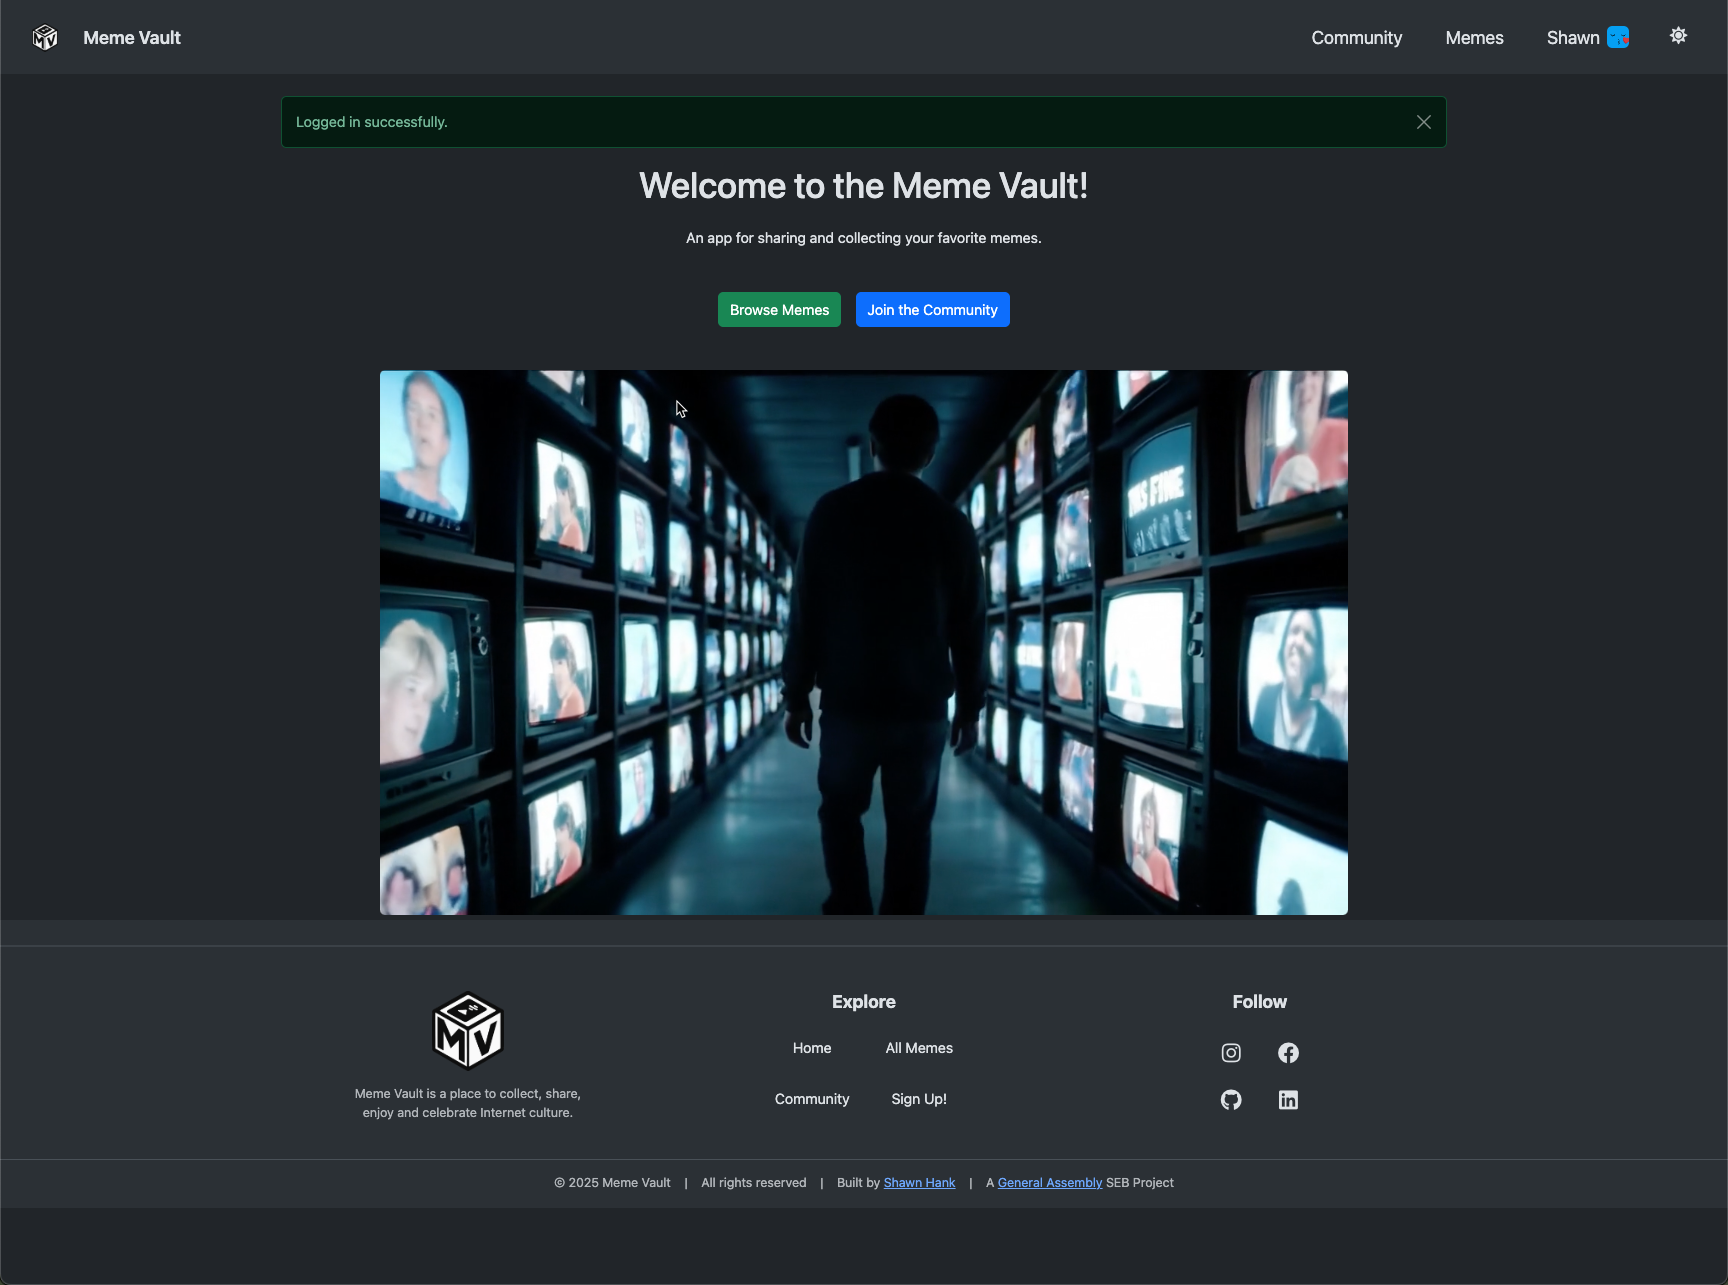 MV
Meme Vault
Community
Memes
Shawn
Logged in successfully.
Welcome to the Meme Vault!
An app for sharing and collecting your favorite memes.
Browse Memes
Join the Community
FINE
MV
Meme Vault is a place to collect, share,
enjoy and celebrate Internet culture.
Explore
Home
All Memes
Community
Sign Up!
Follow
© 2025 Meme Vault | All rights reserved | Built by Shawn Hank | A General Assembly SEB Project